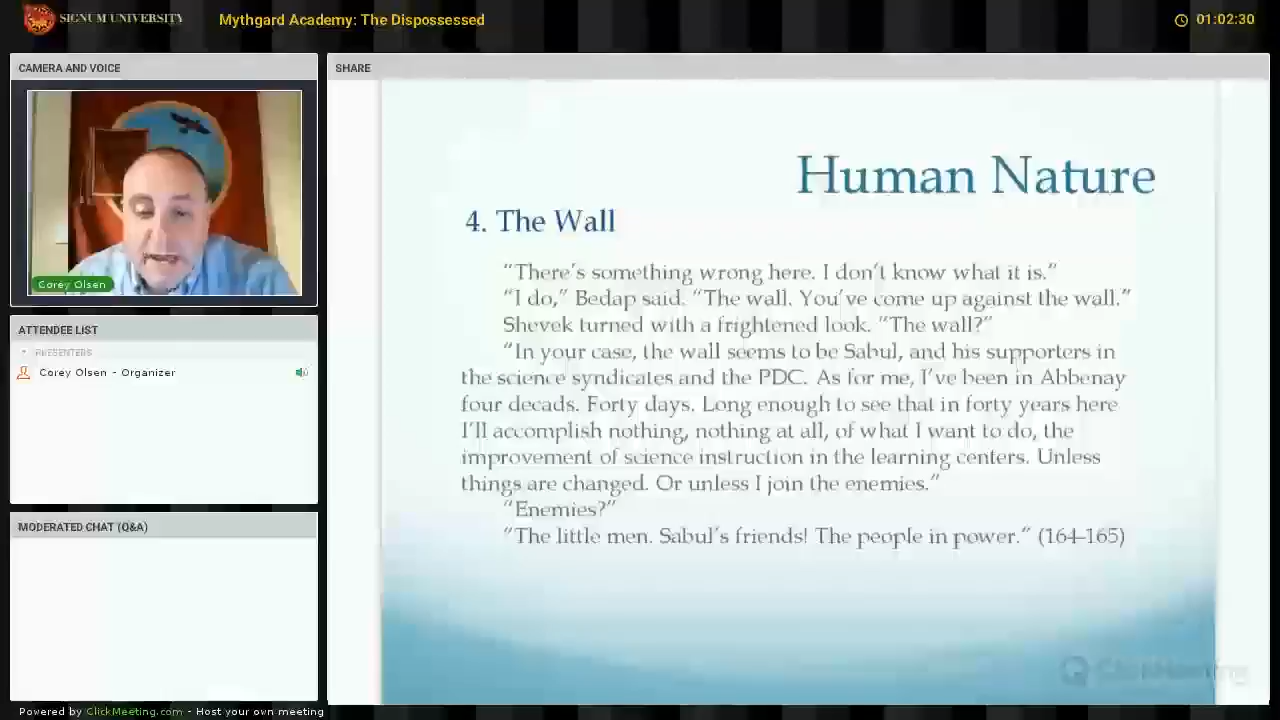 SIGNUM UNIVERSITY
Mythgard Academy: The Dispossessed
01:02:30
CAMERA AND VOICE
Corey Olsen
ATTENDEE LIST
PRESENTERS
Corey Olsen - Organizer
MODERATED CHAT (Q&A)
SHARE
Human Nature
4. The Wall
“There’s something wrong here. I don’t know what it is.”
“I do,” Bedap said. “The wall. You’ve come up against the wall.”
Shevek turned with a frightened look. “The wall?”
“In your case, the wall seems to be Sabul, and his supporters in
the science syndicates and the PDC. As for me, I’ve been in Abbenay
four decads. Forty days. Long enough to see that in forty years here
I’ll accomplish nothing, nothing at all, of what I want to do, the
improvement of science instruction in the learning centers. Unless
things are changed. Or unless I join the enemies.”
“Enemies?”
“The little men. Sabul’s friends! The people in power.” (164–165)
ClickMeeting
Powered by ClickMeeting.com - Host your own meeting